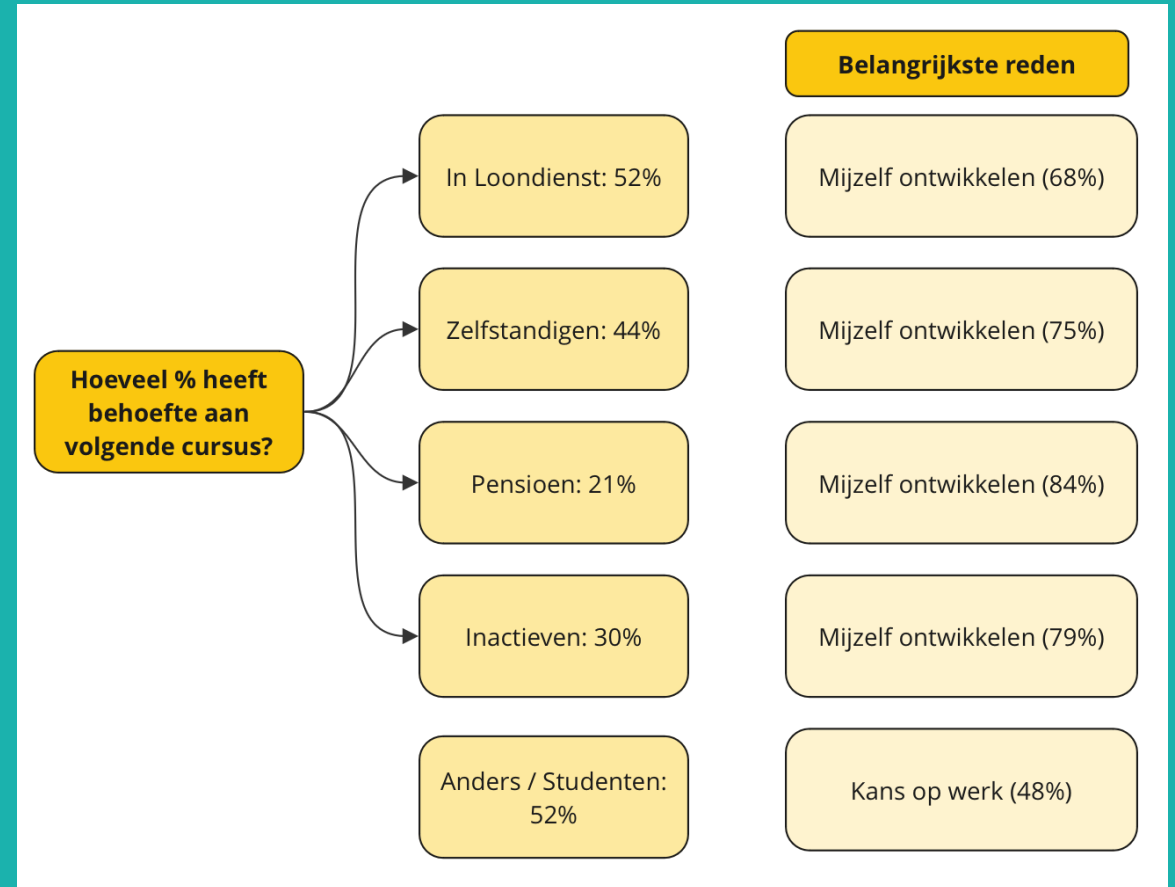 Belangrijkste reden
In Loondienst: 52%
Mijzelf ontwikkelen (68%)
Zelfstandigen: 44%
Mijzelf ontwikkelen (75%)
Hoeveel % heeft
behoefte aan
volgende cursus?
Pensioen: 21%
Mijzelf ontwikkelen (84%)
Inactieven: 30%
Mijzelf ontwikkelen (79%)
Anders / Studenten:
52%
Kans op werk (48%)